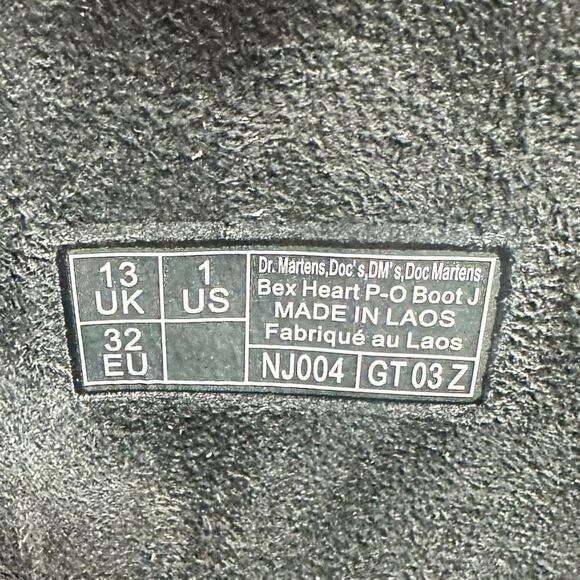 13
UK
1
US
32
EU
Dr. Martens,Doc's,DM's,Doc Martens
Bex Heart P-O Boot J
MADE IN LAOS
Fabriqué au Laos
NJ004
GT 03 Z